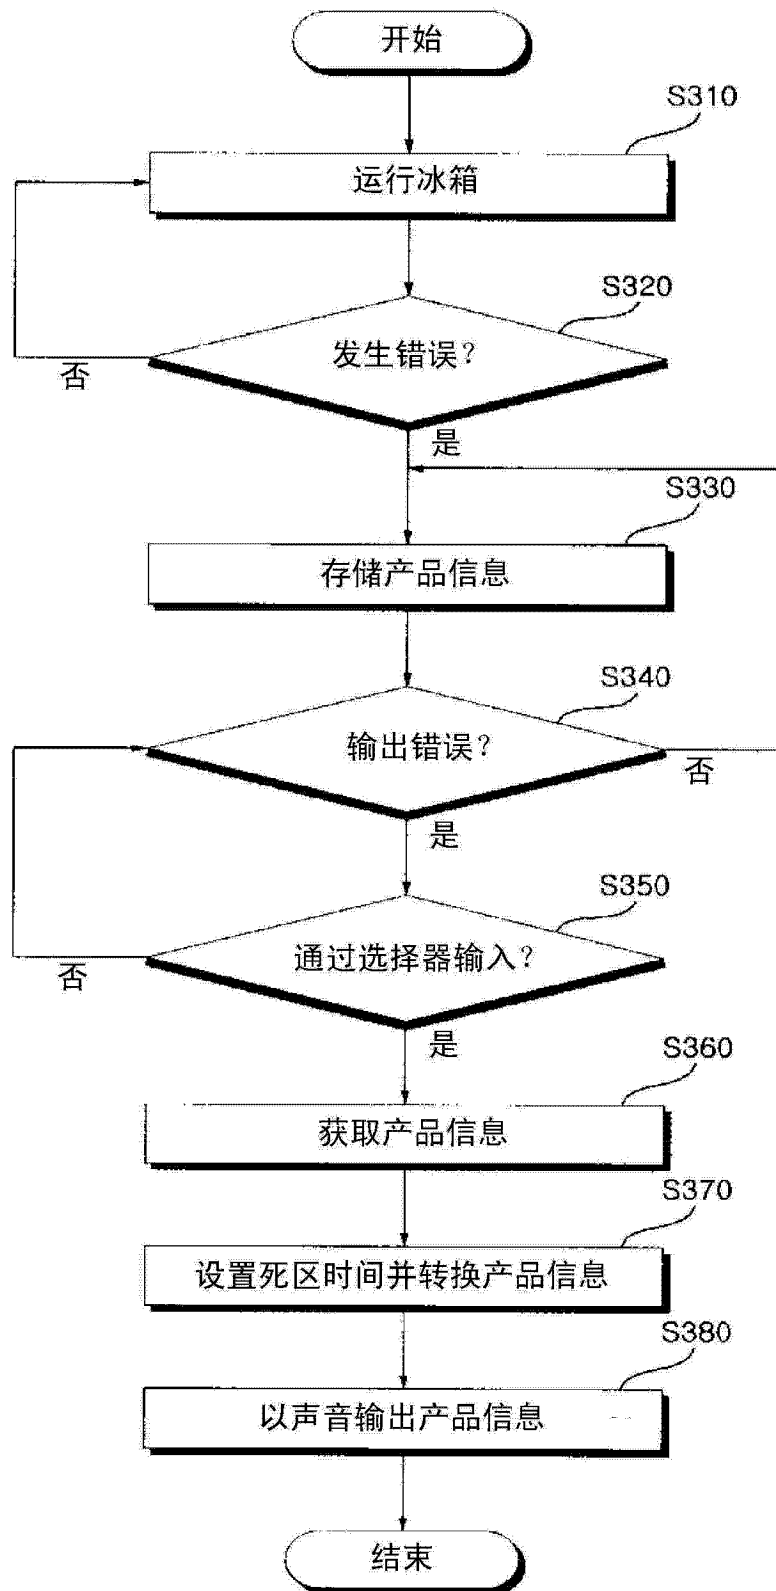 开始
S310
运行冰箱
S320
发生错误？
否
是
S330
存储产品信息
S340
输出错误？
否
是
S350
通过选择器输入？
否
是
S360
获取产品信息
S370
设置死区时间并转换产品信息
S380
以声音输出产品信息
结束